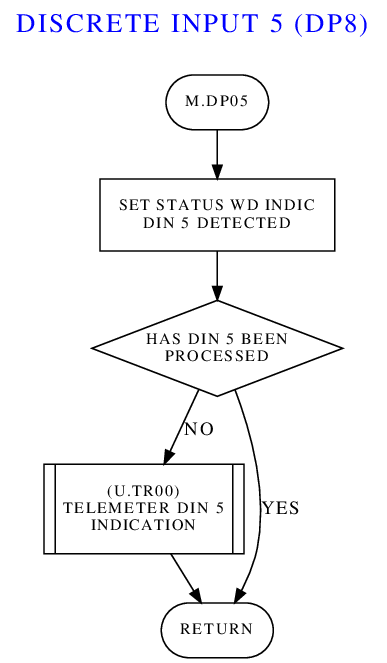 DISCRETE INPUT 5 (DP8)
M.DP05
SET STATUS WD INDIC
DIN 5 DETECTED
HAS DIN 5 BEEN
PROCESSED
NO
(U.TR00)
TELEMETER DIN 5
INDICATION
YES
RETURN